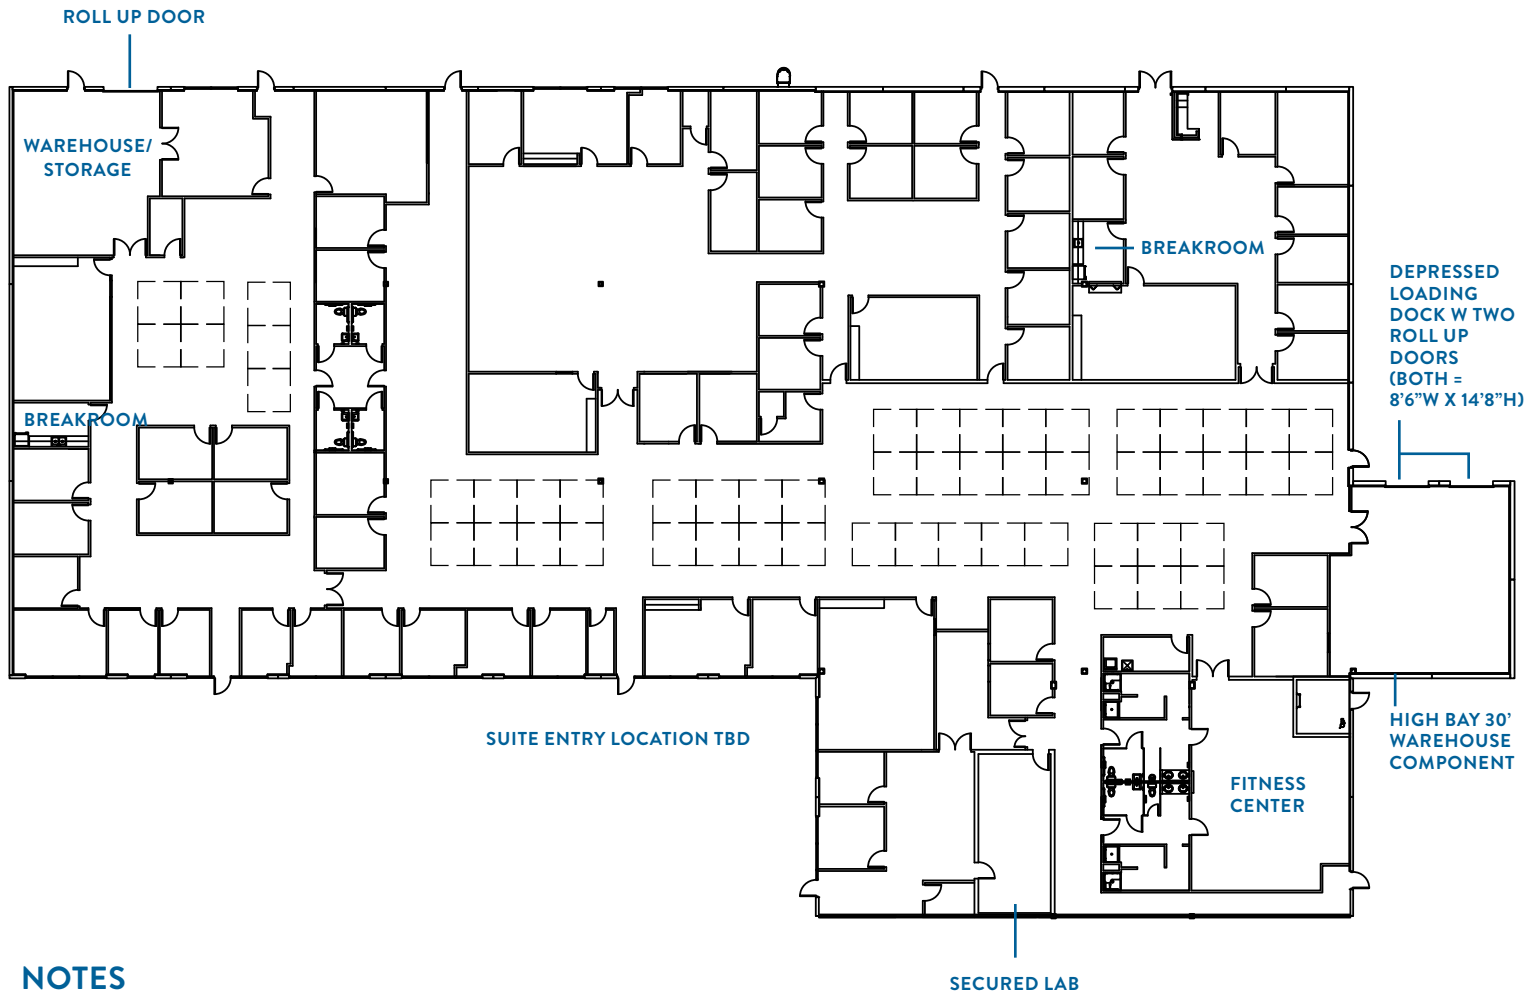 ROLL UP DOOR
WAREHOUSE/
STORAGE
BREAKROOM
DEPRESSED
LOADING
DOCK W TWO
ROLL UP
DOORS
(BOTH =
8’6”W X 14’8”H)
BREAKROOM
SUITE ENTRY LOCATION TBD
HIGH BAY 30’
WAREHOUSE
COMPONENT
FITNESS
CENTER
NOTES
SECURED LAB